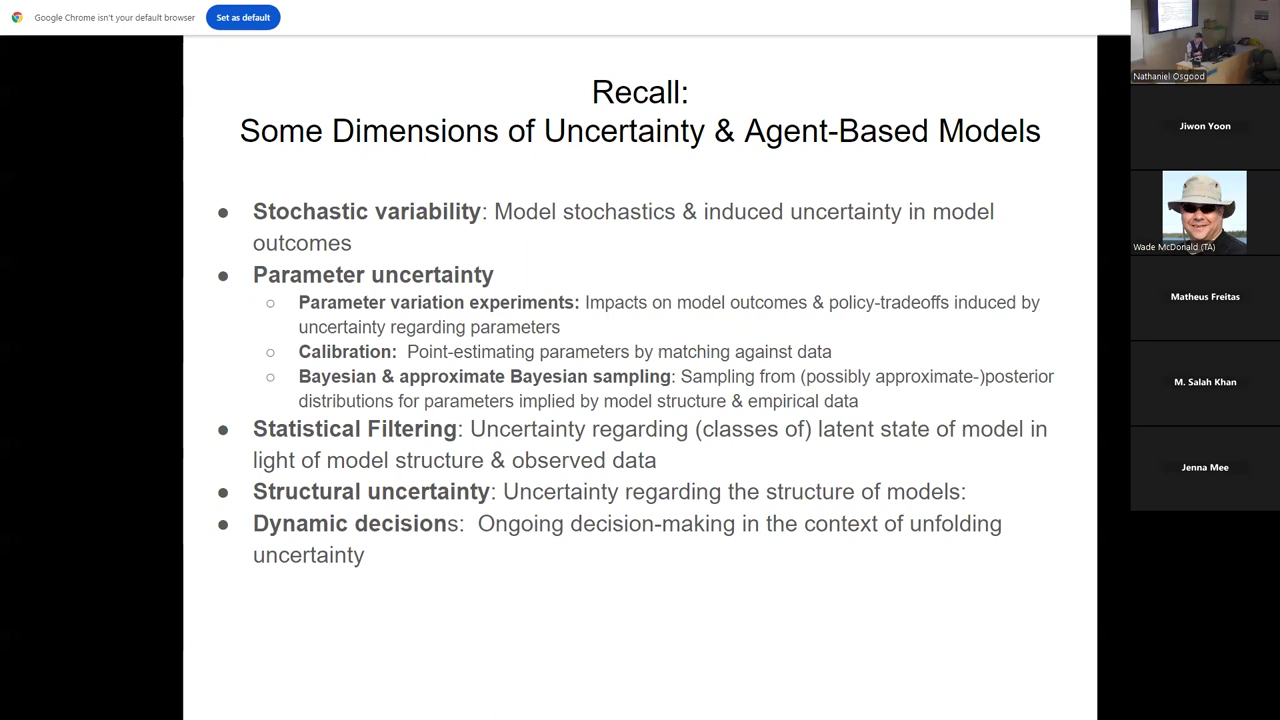 Google Chrome isn't your default browser
Set as default
Recall:
Some Dimensions of Uncertainty & Agent-Based Models
● Stochastic variability: Model stochastics & induced uncertainty in model
outcomes
● Parameter uncertainty
○ Parameter variation experiments: Impacts on model outcomes & policy-tradeoffs induced by
uncertainty regarding parameters
○ Calibration:  Point-estimating parameters by matching against data
○ Bayesian & approximate Bayesian sampling: Sampling from (possibly approximate-)posterior
distributions for parameters implied by model structure & empirical data
● Statistical Filtering: Uncertainty regarding (classes of) latent state of model in
light of model structure & observed data
● Structural uncertainty: Uncertainty regarding the structure of models:
● Dynamic decisions:  Ongoing decision-making in the context of unfolding
uncertainty
Nathaniel Osgood
Jiwon Yoon
Wade McDonald (TA)
Matheus Freitas
M. Salah Khan
Jenna Mee